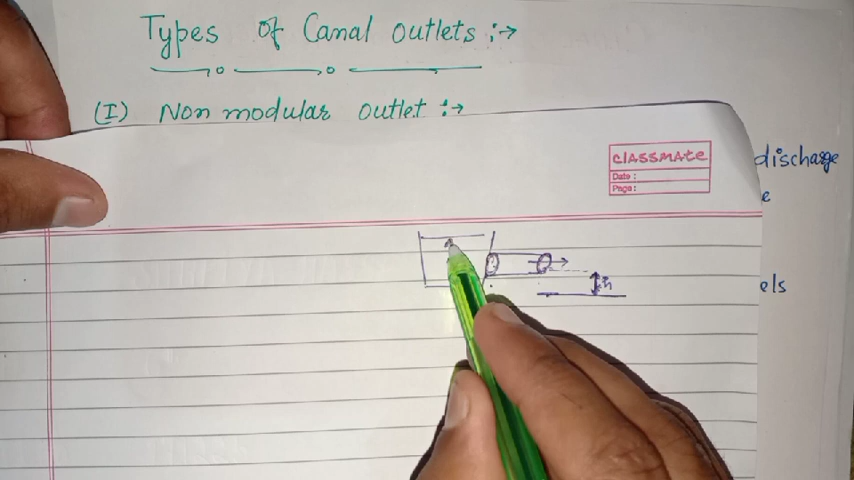 Types of Canal outlets :→
(I) Non modular outlet :→
CLASSMATE
Date :
Page :
discharge
e
els
h